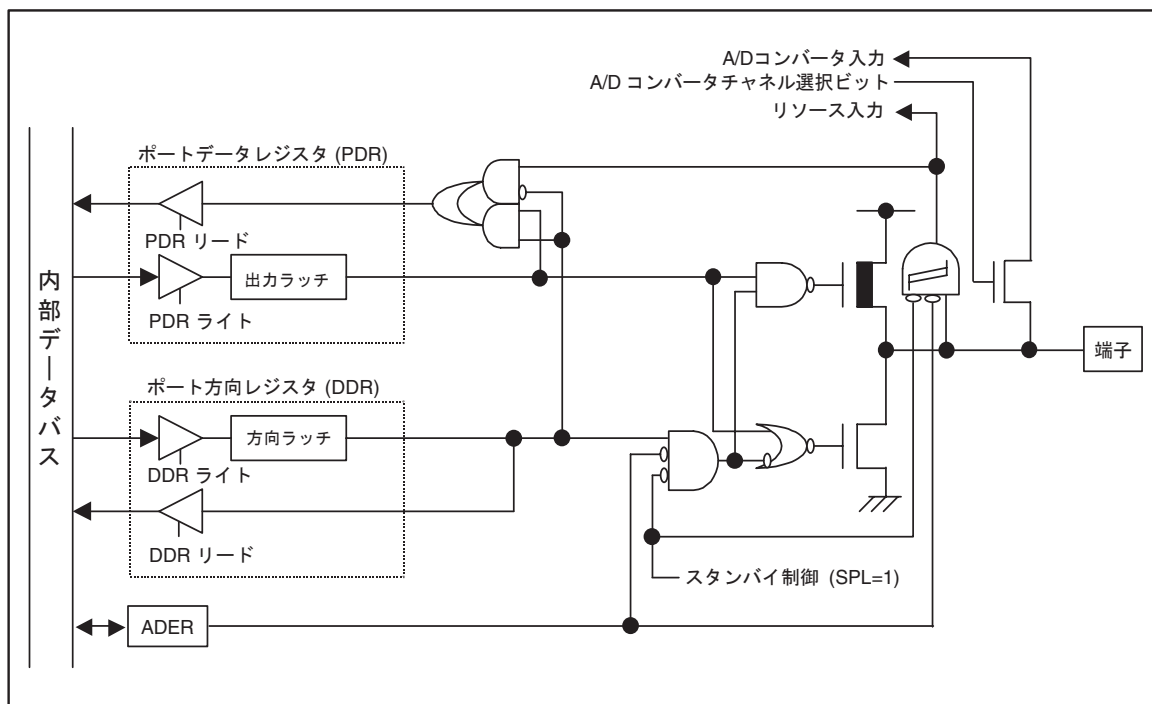 A/Dコンバータ入力
A/D コンバータチャネル選択ビット
リソース入力
ポートデータレジスタ (PDR)
PDR リード
出力ラッチ
PDR ライト
内部データバス
端子
ポート方向レジスタ (DDR)
方向ラッチ
DDR ライト
DDR リード
スタンバイ制御 (SPL=1)
ADER